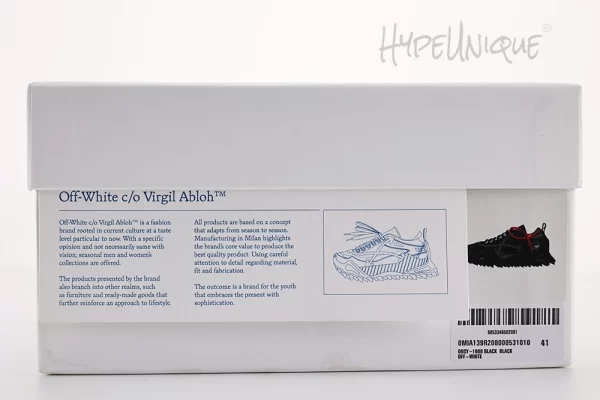 HYPEUNIQUE®
Off-White c/o Virgil Abloh™
Off-White c/o Virgil Abloh™ is a fashion
brand rooted in current culture at a taste
level particular to now. With a specific
opinion and not necessarily same with
vision; seasonal men and women's
collections are offered.
The products presented by the brand
also branch into other realms, such
as furniture and ready-made goods that
further reinforce an approach to lifestyle.
All products are based on a concept
that adapts from season to season.
Manufacturing in Milan highlights
the brands core value to produce the
best quality product. Using careful
attention to detail regarding material,
fit and fabrication.
The outcome is a brand for the youth
that embraces the present with
sophistication.
OMIA139R208000531010 41
ODSY-1000 BLACK BLACK
OFF-WHITE